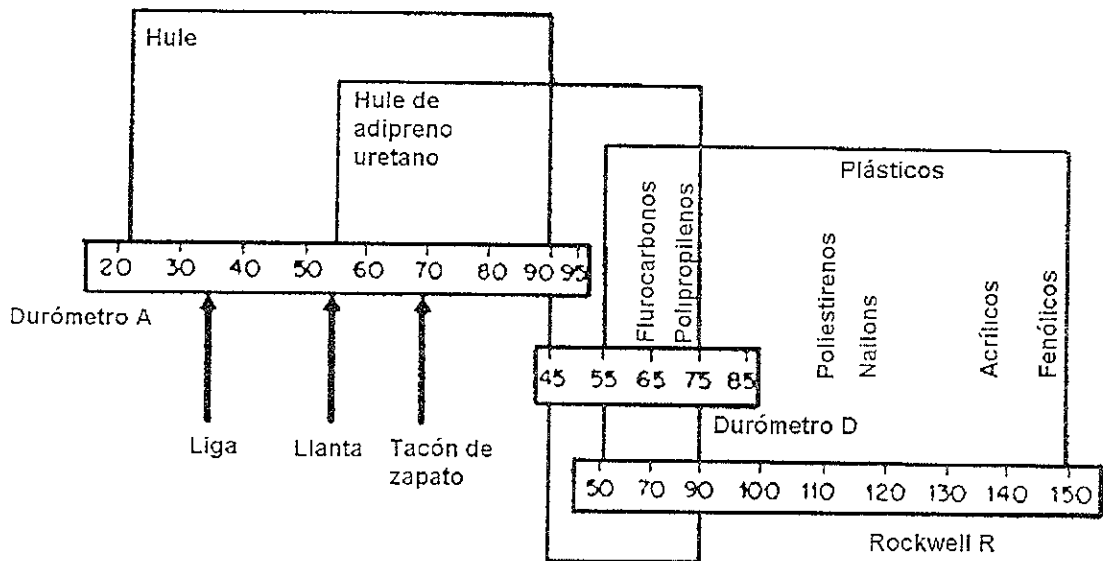 Hule
Hule de
adipreno
uretano
Plásticos
Flurocarbonos
Polipropilenos
Poliestirenos
Nailons
Acrílicos
Fenólicos
20 30 40 50 60 70 80 90 95
Durómetro A
45 55 65 75 85
Durómetro D
Liga
Llanta
Tacón de
zapato
50 70 90 100 110 120 130 140 150
Rockwell R